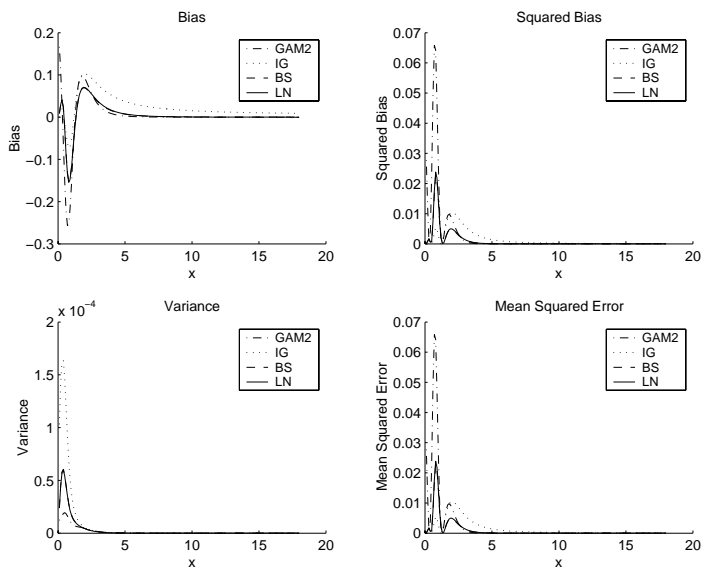 Bias
0.2
0.1
0
−0.1
−0.2
−0.3
Bias
0 5 10 15 20
x
GAM2
IG
BS
LN
Squared Bias
0.07
0.06
0.05
0.04
0.03
0.02
0.01
0
Squared Bias
0 5 10 15 20
x
GAM2
IG
BS
LN
Variance
x 10−4
2
1.5
1
0.5
0
Variance
0 5 10 15 20
x
GAM2
IG
BS
LN
Mean Squared Error
0.07
0.06
0.05
0.04
0.03
0.02
0.01
0
Mean Squared Error
0 5 10 15 20
x
GAM2
IG
BS
LN